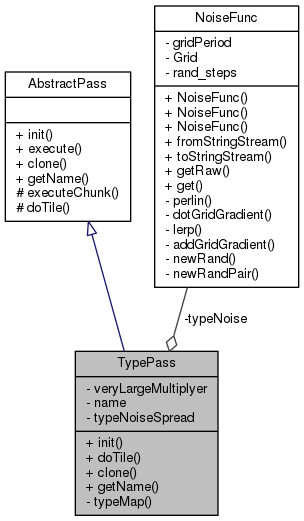 NoiseFunc
- gridPeriod
- Grid
- rand_steps
+ NoiseFunc()
+ NoiseFunc()
+ NoiseFunc()
+ fromStringStream()
+ toStringStream()
+ getRaw()
+ get()
- perlin()
- dotGridGradient()
- lerp()
- addGridGradient()
- newRand()
- newRandPair()
AbstractPass
+ init()
+ execute()
+ clone()
+ getName()
# executeChunk()
# doTile()
-typeNoise
TypePass
- veryLargeMultiplyer
- name
- typeNoiseSpread
+ init()
+ doTile()
+ clone()
+ getName()
- typeMap()